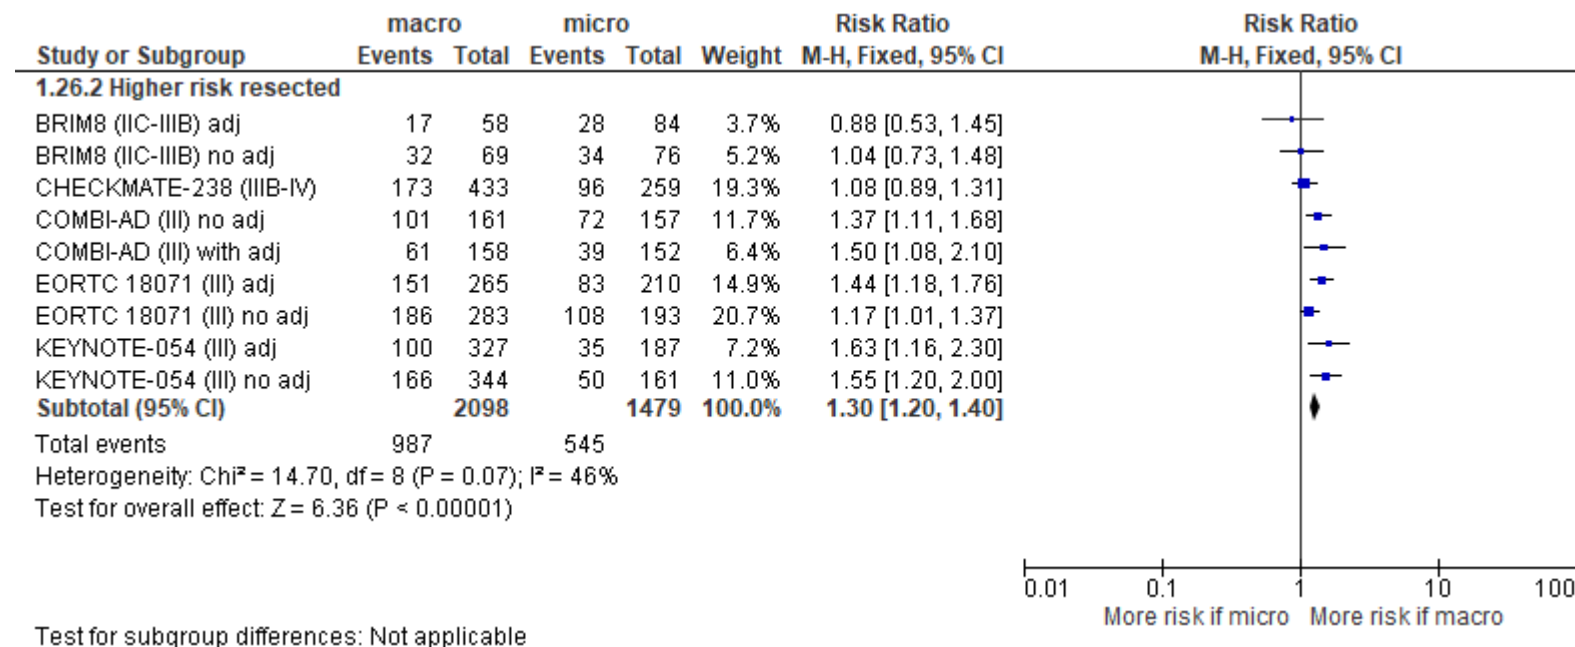 macro micro Risk Ratio Risk Ratio
Study or Subgroup Events Total Events Total Weight M-H, Fixed, 95% CI M-H, Fixed, 95% CI
1.26.2 Higher risk resected
BRIM8 (IIC-IIIB) adj 17 58 28 84 3.7% 0.88 [0.53, 1.45]
BRIM8 (IIC-IIIB) no adj 32 69 34 76 5.2% 1.04 [0.73, 1.48]
CHECKMATE-238 (IIIB-IV) 173 433 96 259 19.3% 1.08 [0.89, 1.31]
COMBI-AD (III) no adj 101 161 72 157 11.7% 1.37 [1.11, 1.68]
COMBI-AD (III) with adj 61 158 39 152 6.4% 1.50 [1.08, 2.10]
EORTC 18071 (III) adj 151 265 83 210 14.9% 1.44 [1.18, 1.76]
EORTC 18071 (III) no adj 186 283 108 193 20.7% 1.17 [1.01, 1.37]
KEYNOTE-054 (III) adj 100 327 35 187 7.2% 1.63 [1.16, 2.30]
KEYNOTE-054 (III) no adj 166 344 50 161 11.0% 1.55 [1.20, 2.00]
Subtotal (95% CI) 2098 1479 100.0% 1.30 [1.20, 1.40]
Total events 987 545
Heterogeneity: Chi² = 14.70, df = 8 (P = 0.07); I² = 46%
Test for overall effect: Z = 6.36 (P < 0.00001)
0.01 0.1 1 10 100
More risk if micro More risk if macro
Test for subgroup differences: Not applicable